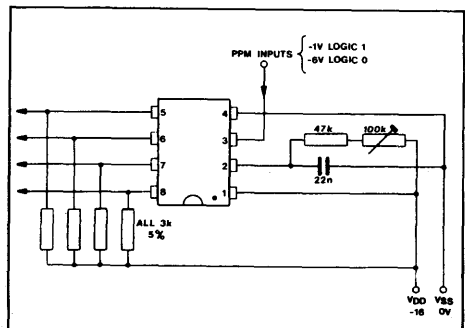 PPM INPUTS
-1V LOGIC 1
-6V LOGIC 0
5
4
6
3
7
2
8
1
47k
100k
22n
ALL 3k
5%
VDD
-16
VSS
0V